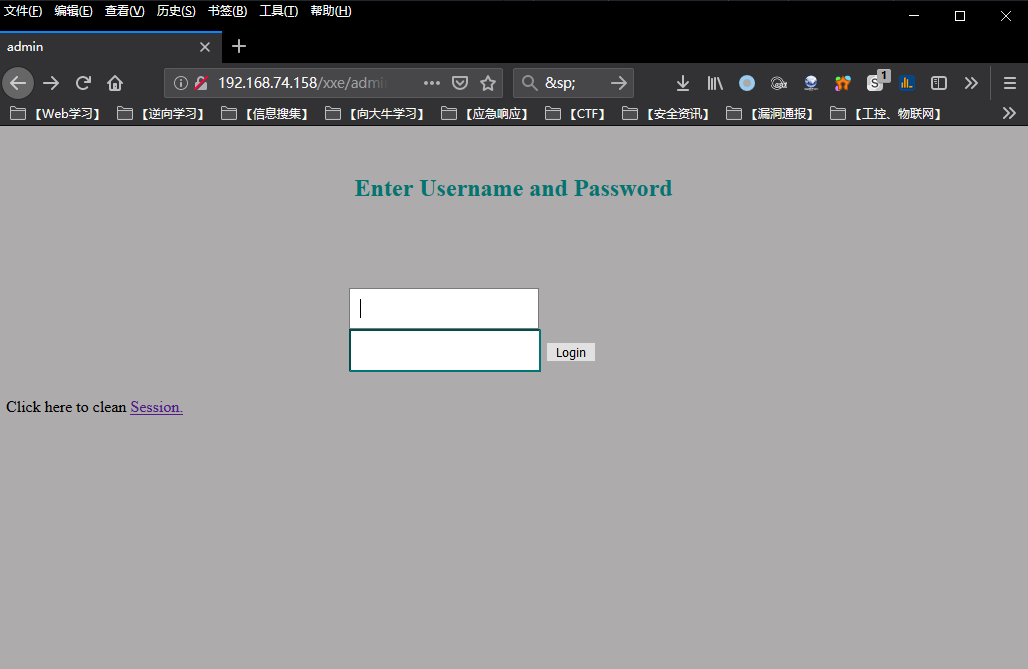 文件(F) 编辑(E) 查看(V) 历史(S) 书签(B) 工具(T) 帮助(H)
admin
192.168.74.158/xxe/admi
&sp;
S 1
【Web学习】 【逆向学习】 【信息搜集】 【向大牛学习】 【应急响应】 【CTF】 【安全资讯】 【漏洞通报】 【工控、物联网】
Enter Username and Password
Login
Click here to clean Session.